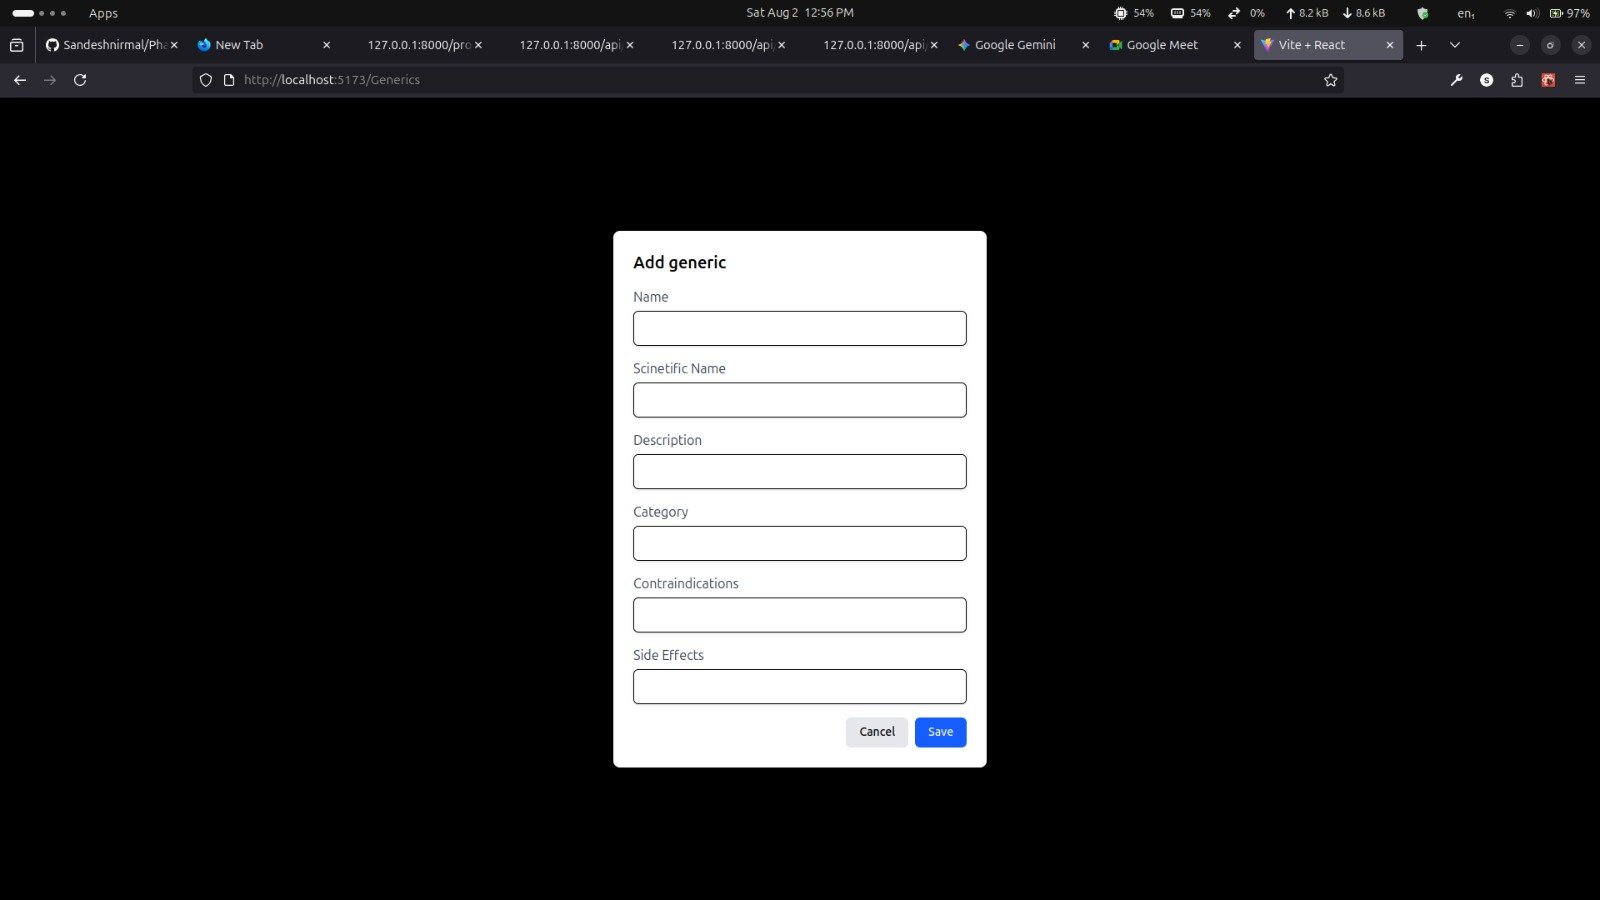 Apps
Sat Aug 2 12:56 PM
54% 54% 0% 8.2 kB 8.6 kB en₁ 97%
Sandeshnirmal/Pha New Tab 127.0.0.1:8000/pro 127.0.0.1:8000/api/ 127.0.0.1:8000/api/ 127.0.0.1:8000/api/ Google Gemini Google Meet Vite + React
http://localhost:5173/Generics
S
Add generic
Name
Scinetific Name
Description
Category
Contraindications
Side Effects
Cancel Save